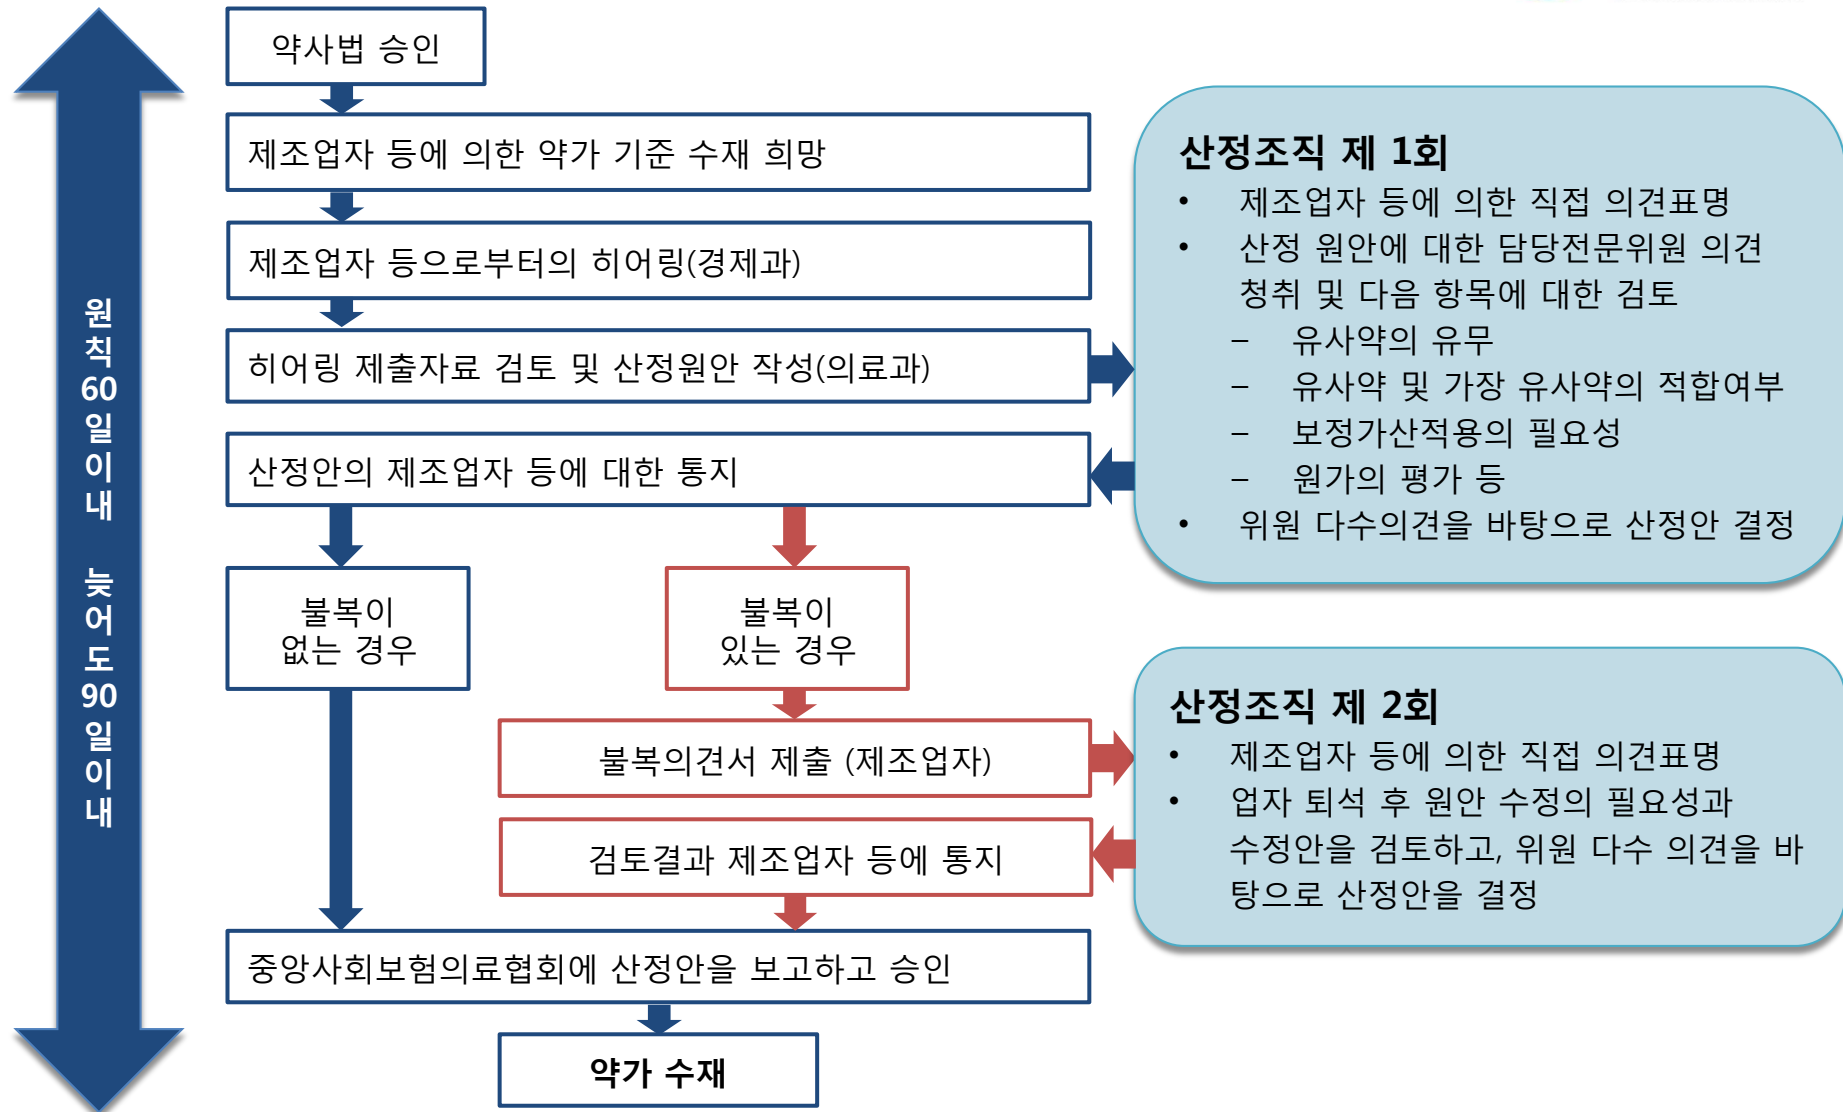 약사법 승인
제조업자 등에 의한 약가 기준 수재 희망
제조업자 등으로부터의 히어링(경제과)
히어링 제출자료 검토 및 산정원안 작성(의료과)
산정안의 제조업자 등에 대한 통지
불복이
없는 경우
불복이
있는 경우
불복의견서 제출 (제조업자)
검토결과 제조업자 등에 통지
중앙사회보험의료협회에 산정안을 보고하고 승인
약가 수재
원칙60일이내 늦어도90일이내
산정조직 제 1회
• 제조업자 등에 의한 직접 의견표명
• 산정 원안에 대한 담당전문위원 의견
청취 및 다음 항목에 대한 검토
– 유사약의 유무
– 유사약 및 가장 유사약의 적합여부
– 보정가산적용의 필요성
– 원가의 평가 등
• 위원 다수의견을 바탕으로 산정안 결정
산정조직 제 2회
• 제조업자 등에 의한 직접 의견표명
• 업자 퇴석 후 원안 수정의 필요성과
수정안을 검토하고, 위원 다수 의견을 바
탕으로 산정안을 결정